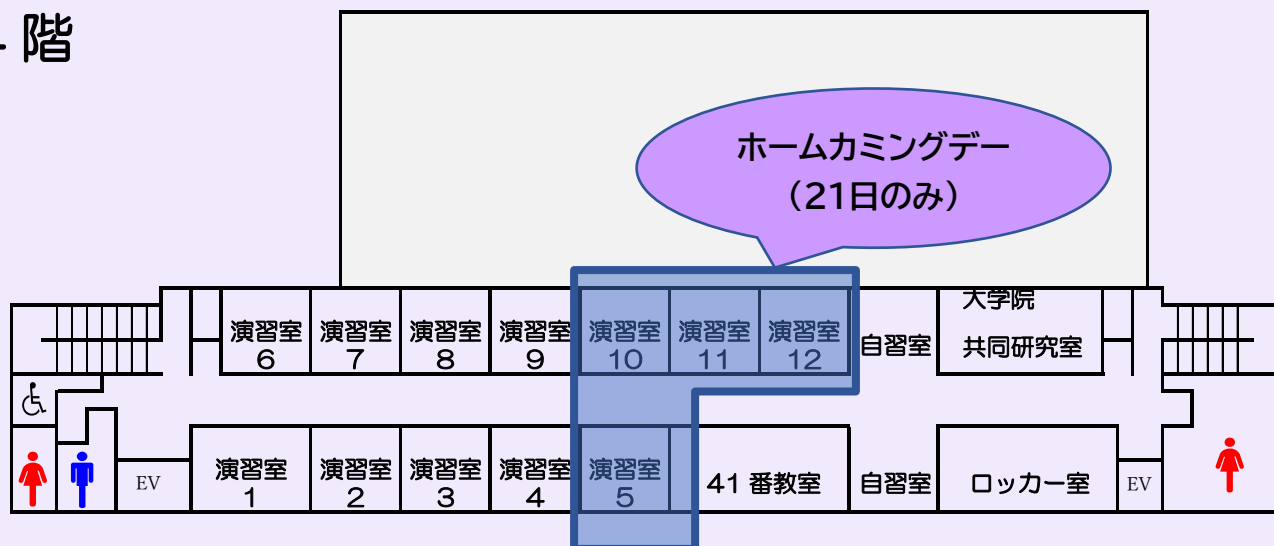 階
ホームカミングデー
（21日のみ）
演習室
6
演習室
7
演習室
8
演習室
9
演習室
10
演習室
11
演習室
12
自習室
大学院
共同研究室
EV
演習室
1
演習室
2
演習室
3
演習室
4
演習室
5
41 番教室
自習室
ロッカー室
EV